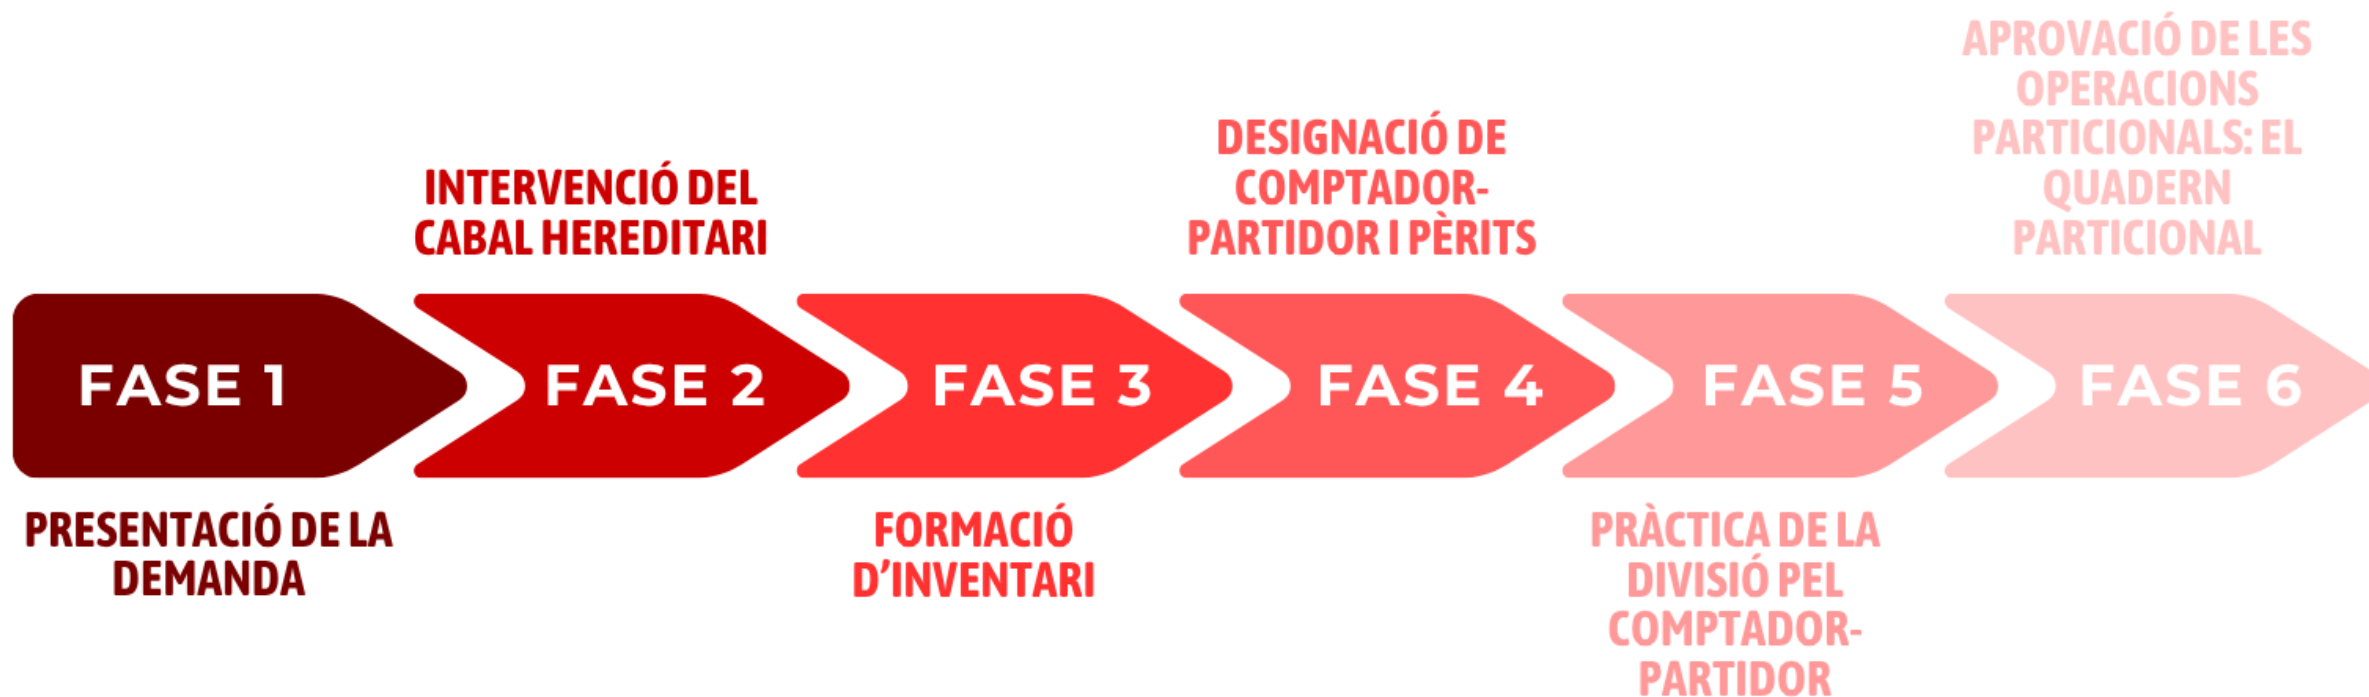 FASE 1
PRESENTACIÓ DE LA
DEMANDA
INTERVENCIÓ DEL
CABAL HEREDITARI
FASE 2
FASE 3
FORMACIÓ
D’INVENTARI
DESIGNACIÓ DE
COMPTADOR-
PARTIDOR I PÈRITS
FASE 4
FASE 5
PRÀCTICA DE LA
DIVISIÓ PEL
COMPTADOR-
PARTIDOR
APROVACIÓ DE LES
OPERACIONS
PARTICIONALS: EL
QUADERN
PARTICIONAL
FASE 6